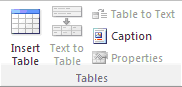 Insert Table
Text to Table
Table to Text
Caption
Properties
Tables